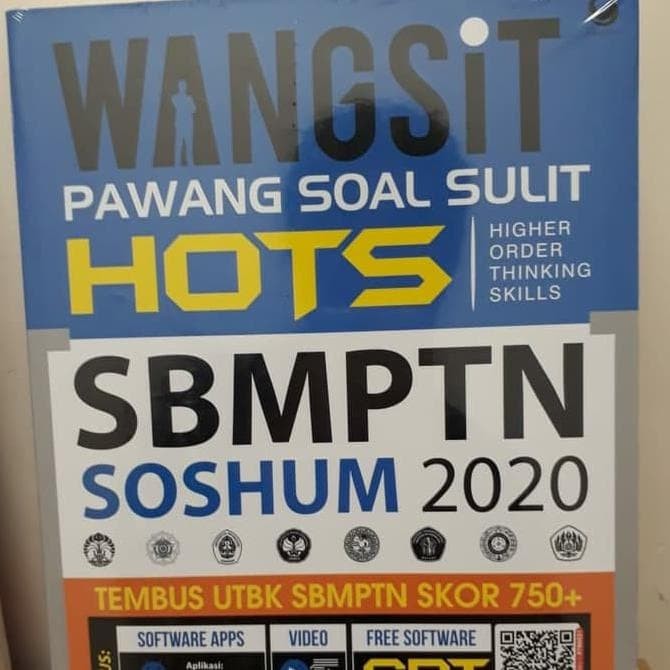 WANGSiT
PAWANG SOAL SULIT
HOTS
HIGHER
ORDER
THINKING
SKILLS
SBMPTN
SOSHUM 2020
TEMBUS UTBK SBMPTN SKOR 750+
SOFTWARE APPS
VIDEO
FREE SOFTWARE
Aplikasi: